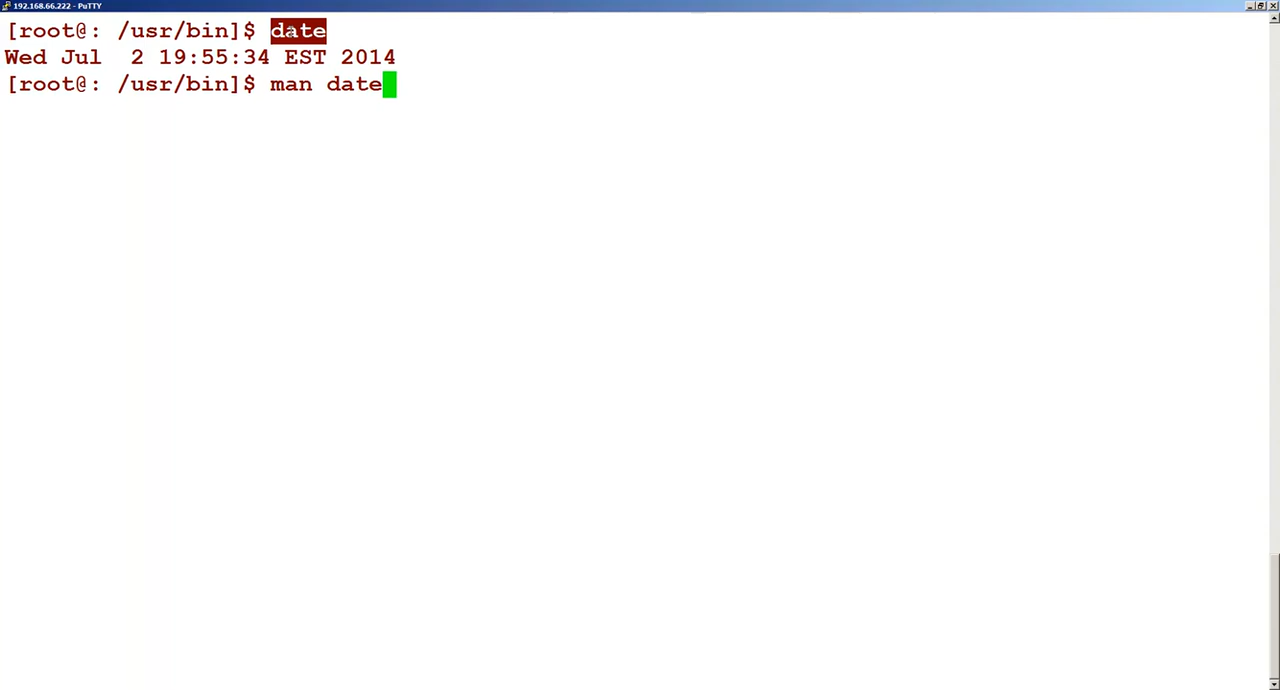 192.168.66.222 - PuTTY
[root@: /usr/bin]$ date
Wed Jul  2 19:55:34 EST 2014
[root@: /usr/bin]$ man date